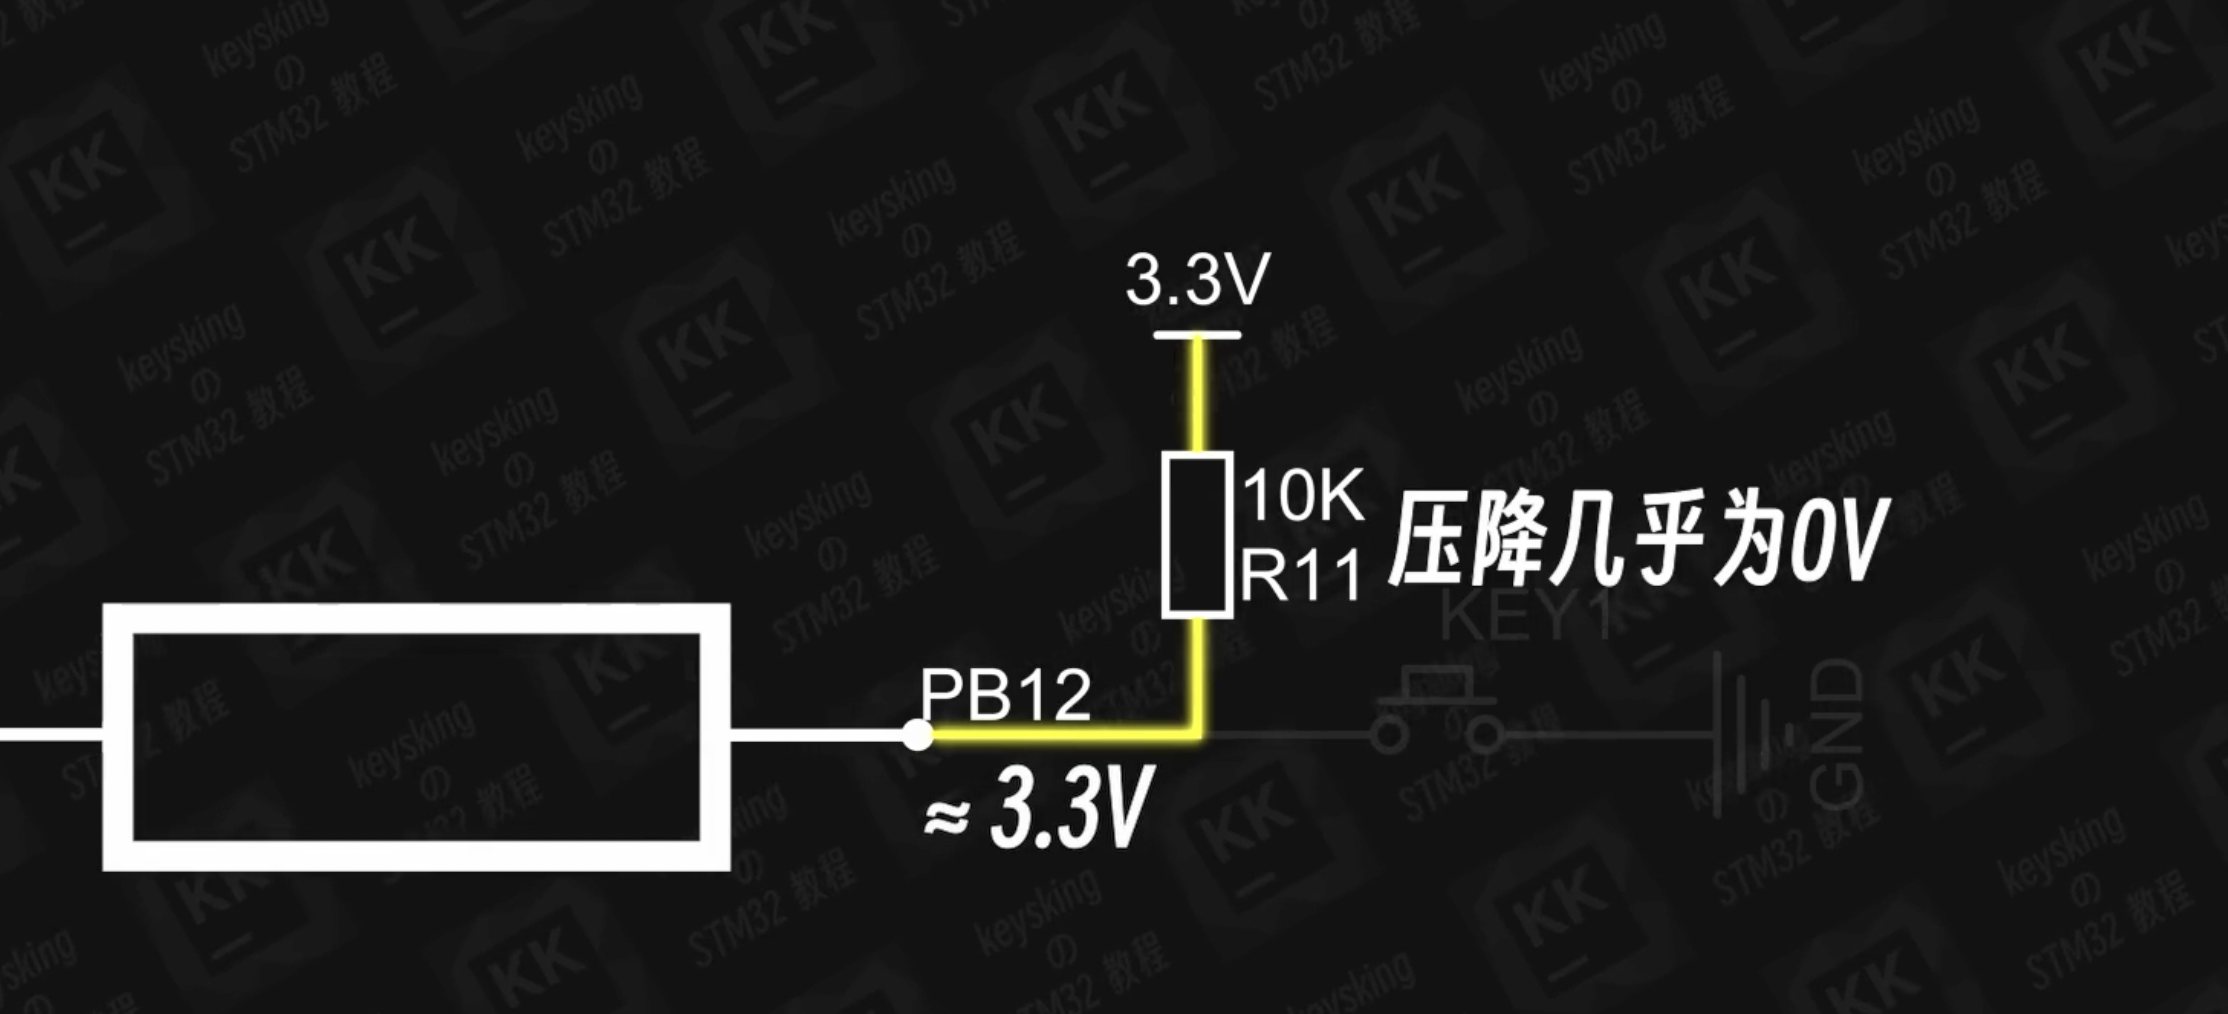 3.3V
10K
R11
压降几乎为0V
KEY1
PB12
GND
≈ 3.3V
keysking
の
STM32 教程
KK